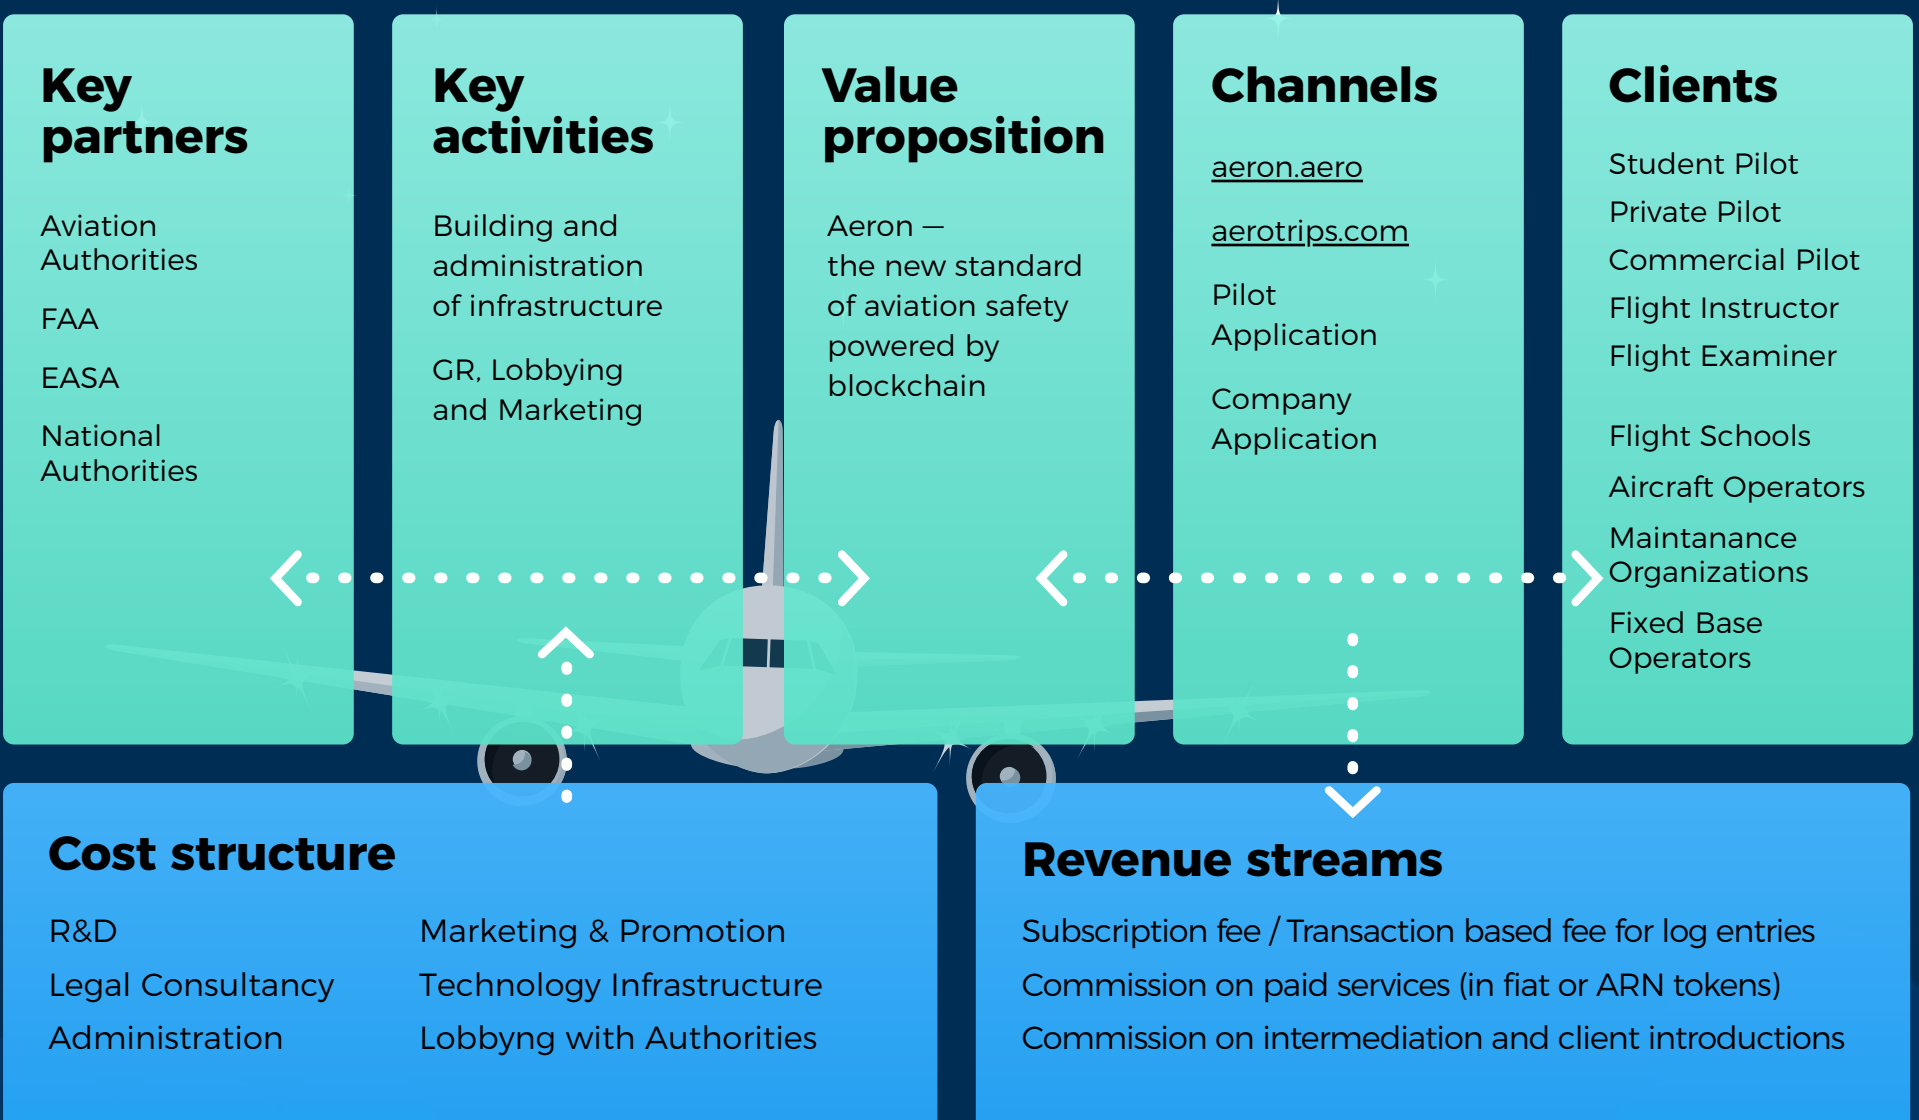 Key
partners
Aviation
Authorities
FAA
EASA
National
Authorities
Key
activities
Building and
administration
of infrastructure
GR, Lobbying
and Marketing
Value
proposition
Aeron —
the new standard
of aviation safety
powered by
blockchain
Channels
aeron.aero
aerotrips.com
Pilot
Application
Company
Application
Clients
Student Pilot
Private Pilot
Commercial Pilot
Flight Instructor
Flight Examiner
Flight Schools
Aircraft Operators
Maintanance
Organizations
Fixed Base
Operators
Cost structure
R&D
Legal Consultancy
Administration
Marketing & Promotion
Technology Infrastructure
Lobbyng with Authorities
Revenue streams
Subscription fee / Transaction based fee for log entries
Commission on paid services (in fiat or ARN tokens)
Commission on intermediation and client introductions